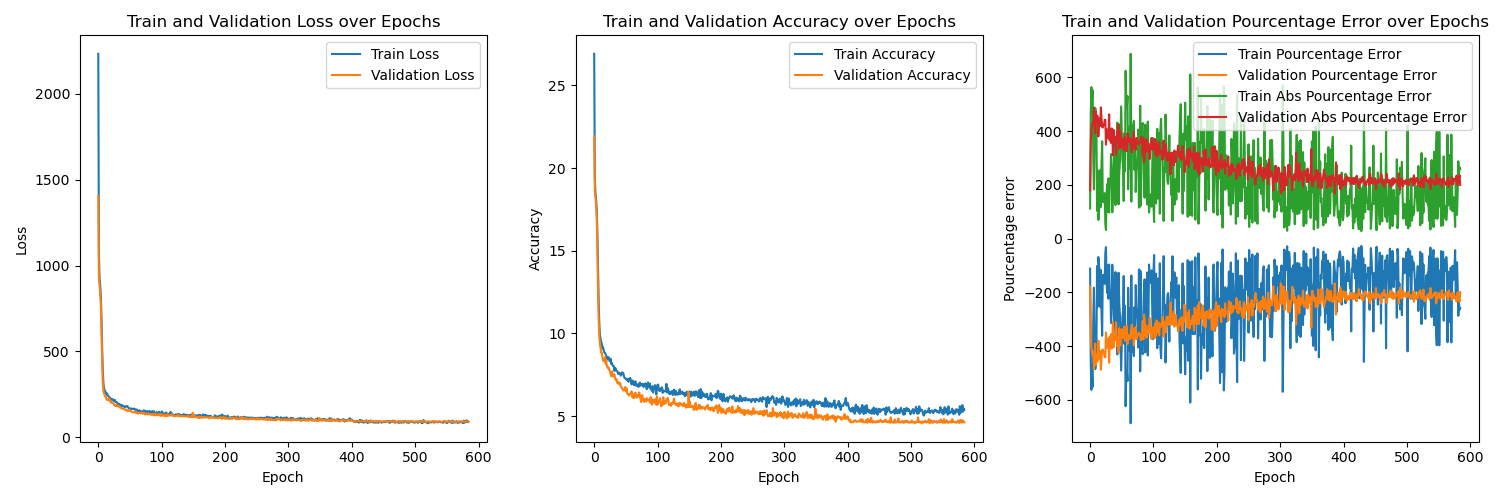 Train and Validation Loss over Epochs
Train Loss
Validation Loss
Loss
2000
1500
1000
500
0
0 100 200 300 400 500 600
Epoch
Train and Validation Accuracy over Epochs
Train Accuracy
Validation Accuracy
Accuracy
25
20
15
10
5
0 100 200 300 400 500 600
Epoch
Train and Validation Pourcentage Error over Epochs
Train Pourcentage Error
Validation Pourcentage Error
Train Abs Pourcentage Error
Validation Abs Pourcentage Error
Pourcentage error
600
400
200
0
−200
−400
−600
0 100 200 300 400 500 600
Epoch